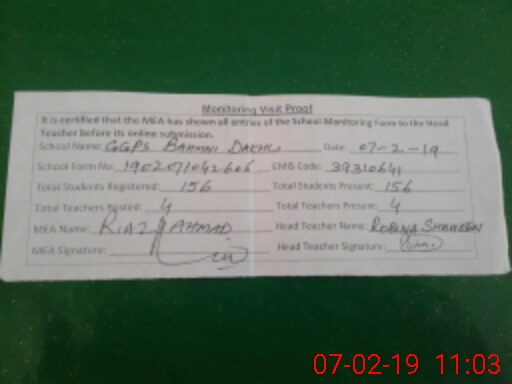 Monitoring Visit Proof
It is certified that the MEA has shown all entries of the School Monitoring Form to the Head
Teacher before its online submission.
School Name: GGPS BAHMNI Date: 07-2-19
School Form No: 190207104 EMIS Code: 39310641
Total Students Registered: 156 Total Students Present: 156
Total Teachers Posted: 4 Total Teachers Present: 4
MEA Name: RIAZ AHMAD Head Teacher Name: ROBINA SHAHEEN
MEA Signature: Head Teacher Signature:
07-02-19 11:03